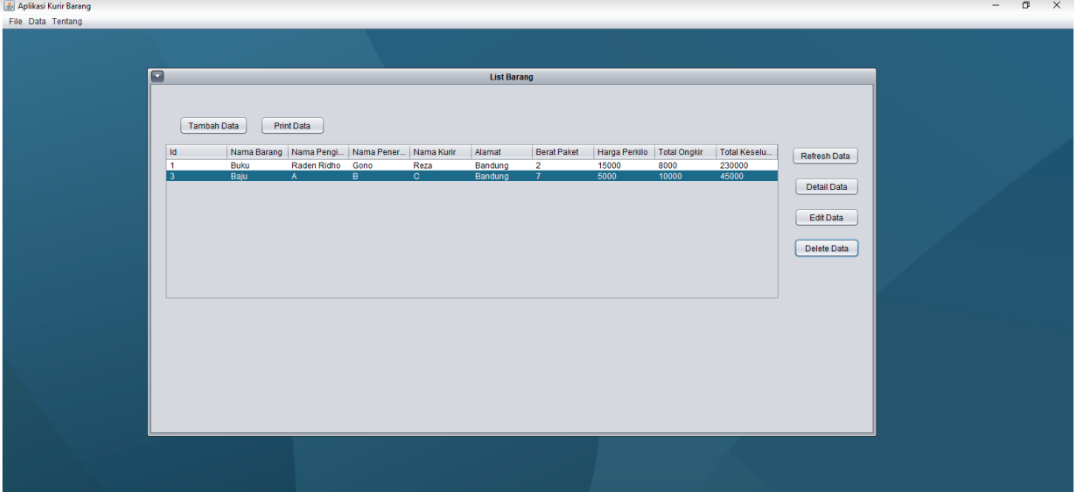 Aplikasi Kurir Barang
File Data Tentang
List Barang
Tambah Data Print Data
Id Nama Barang Nama Pengi... Nama Pener... Nama Kurir Alamat Berat Paket Harga Perkilo Total Ongkir Total Keselu...
1 Buku Raden Ridho Gono Reza Bandung 2 15000 8000 230000
3 Baju A B C Bandung 7 5000 10000 45000
Refresh Data
Detail Data
Edit Data
Delete Data